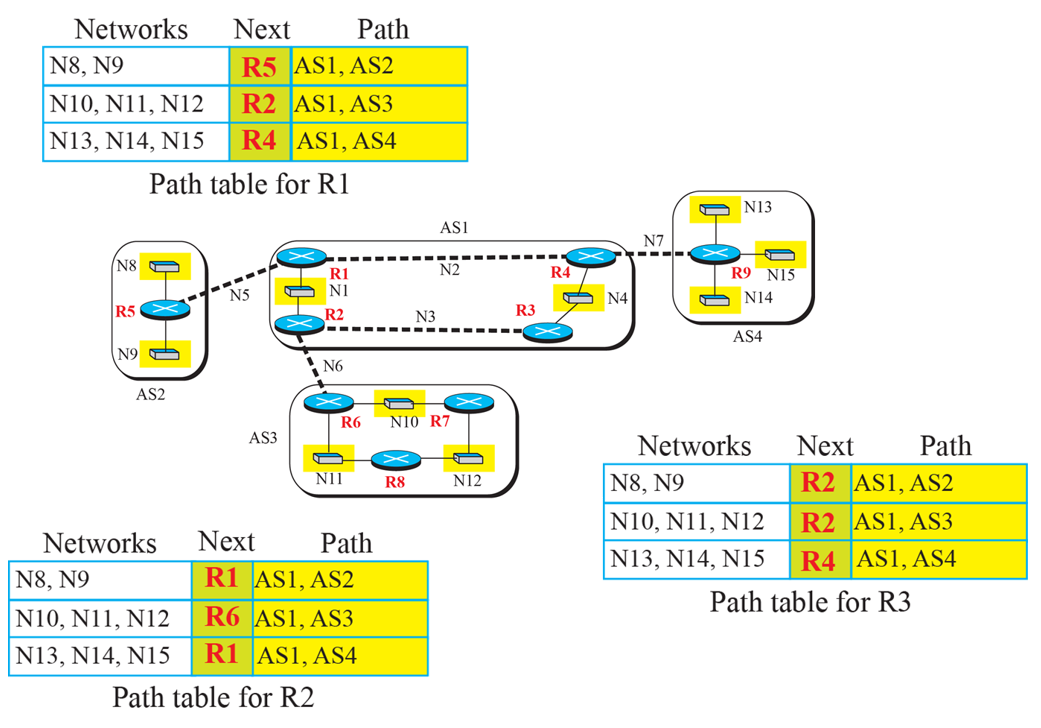 Networks Next Path
N8, N9 R5 AS1, AS2
N10, N11, N12 R2 AS1, AS3
N13, N14, N15 R4 AS1, AS4
Path table for R1
AS1
N13
N7
N8
R1
N2
R4
R9
N15
R5
N5
N1
R3
N4
N14
R2
N3
N9
AS4
N6
AS2
R6
N10
R7
AS3
N11
R8
N12
Networks Next Path
N8, N9 R2 AS1, AS2
N10, N11, N12 R2 AS1, AS3
N13, N14, N15 R4 AS1, AS4
Path table for R3
Networks Next Path
N8, N9 R1 AS1, AS2
N10, N11, N12 R6 AS1, AS3
N13, N14, N15 R1 AS1, AS4
Path table for R2